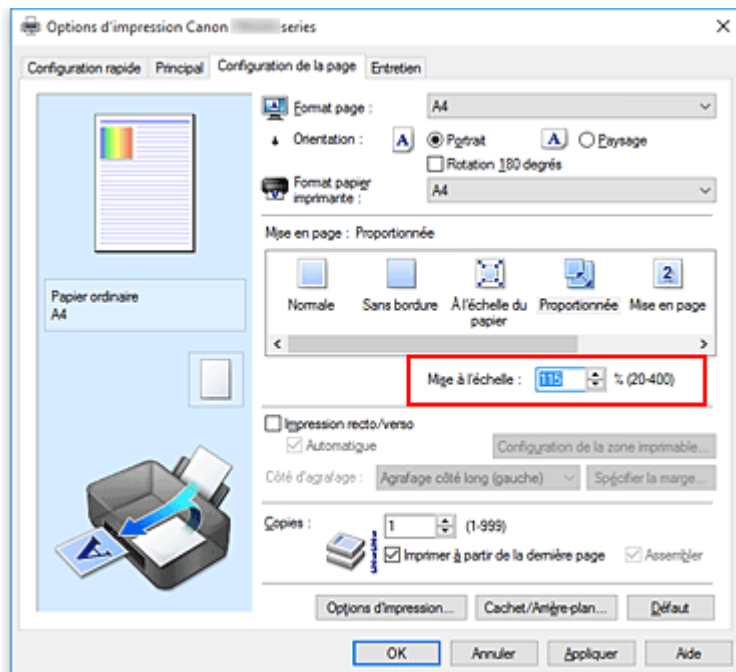 Options d'impression Canon series
Configuration rapide Principal Configuration de la page Entretien
Format page : A4
Orientation : A Portrait A Paysage
Rotation 180 degrés
Format papier imprimante : A4
Mise en page : Proportionnée
Normale Sans bordure À l'échelle du papier Proportionnée Mise en page
Papier ordinaire
A4
Mise à l'échelle : 115 % (20-400)
Impression recto/verso
Automatique Configuration de la zone imprimable...
Côté d'agrafage : Agrafage côté long (gauche) Spécifier la marge...
Copies : 1 (1-999)
Imprimer à partir de la dernière page Assembler
Options d'impression... Cachet/Arrière-plan... Défaut
OK Annuler Appliquer Aide